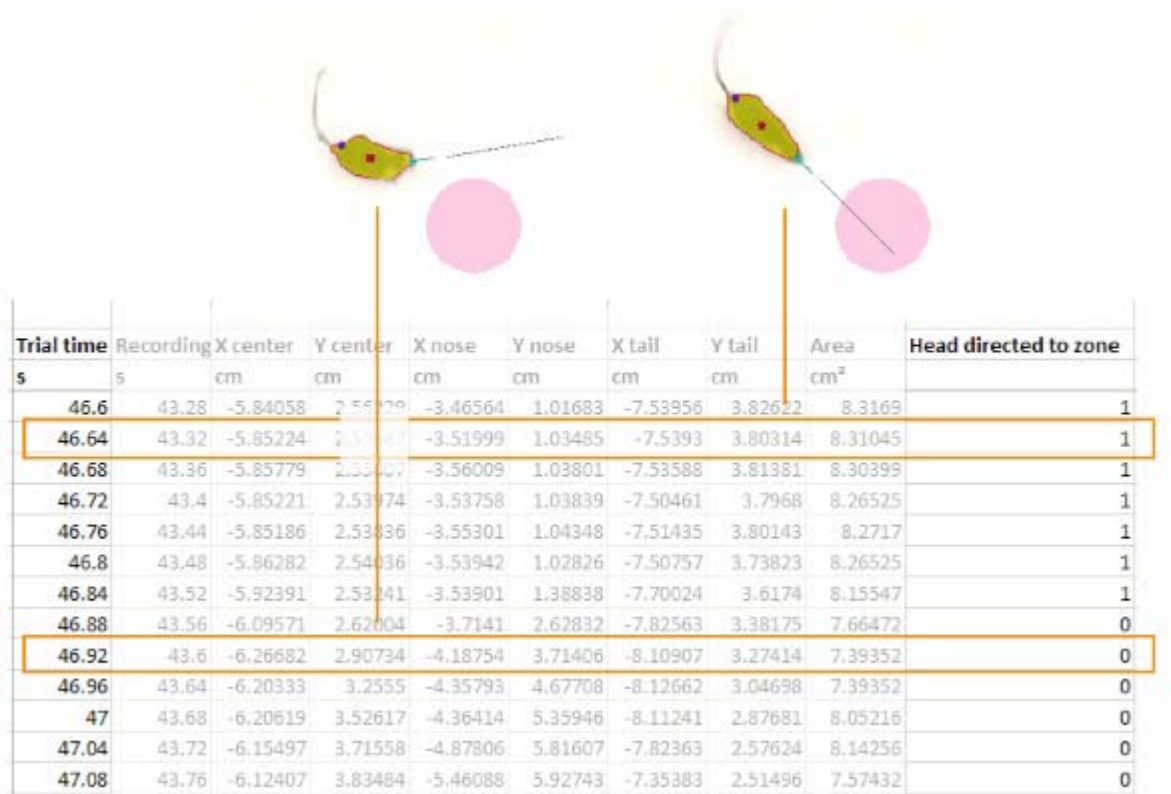 Trial time Recording X center Y center X nose Y nose X tail Y tail Area Head directed to zone
s s cm cm cm cm cm cm cm²
46.6 43.28 -5.84058 -3.46564 1.01683 -7.53956 3.82622 8.3169 1
46.64 43.32 -5.85224 -3.51999 1.03485 -7.5393 3.80314 8.31045 1
46.68 43.36 -5.85779 -3.56009 1.03801 -7.53588 3.81381 8.30399 1
46.72 43.4 -5.85221 2.53974 -3.53758 1.03839 -7.50461 3.7968 8.26525 1
46.76 43.44 -5.85186 2.53836 -3.55301 1.04348 -7.51435 3.80143 8.2717 1
46.8 43.48 -5.86282 2.54036 -3.53942 1.02826 -7.50757 3.73823 8.26525 1
46.84 43.52 -5.92391 2.53241 -3.53901 1.38838 -7.70024 3.6174 8.15547 1
46.88 43.56 -6.09571 2.62004 -3.7141 2.62832 -7.82563 3.38175 7.66472 0
46.92 43.6 -6.26682 2.90734 -4.18754 3.71406 -8.10907 3.27414 7.39352 0
46.96 43.64 -6.20333 3.2555 -4.35793 4.67708 -8.12662 3.04698 7.39352 0
47 43.68 -6.20619 3.52617 -4.36414 5.35946 -8.11241 2.87681 8.05216 0
47.04 43.72 -6.15497 3.71558 -4.87806 5.81607 -7.82363 2.57624 8.14256 0
47.08 43.76 -6.12407 3.83484 -5.46088 5.92743 -7.35383 2.51496 7.57432 0